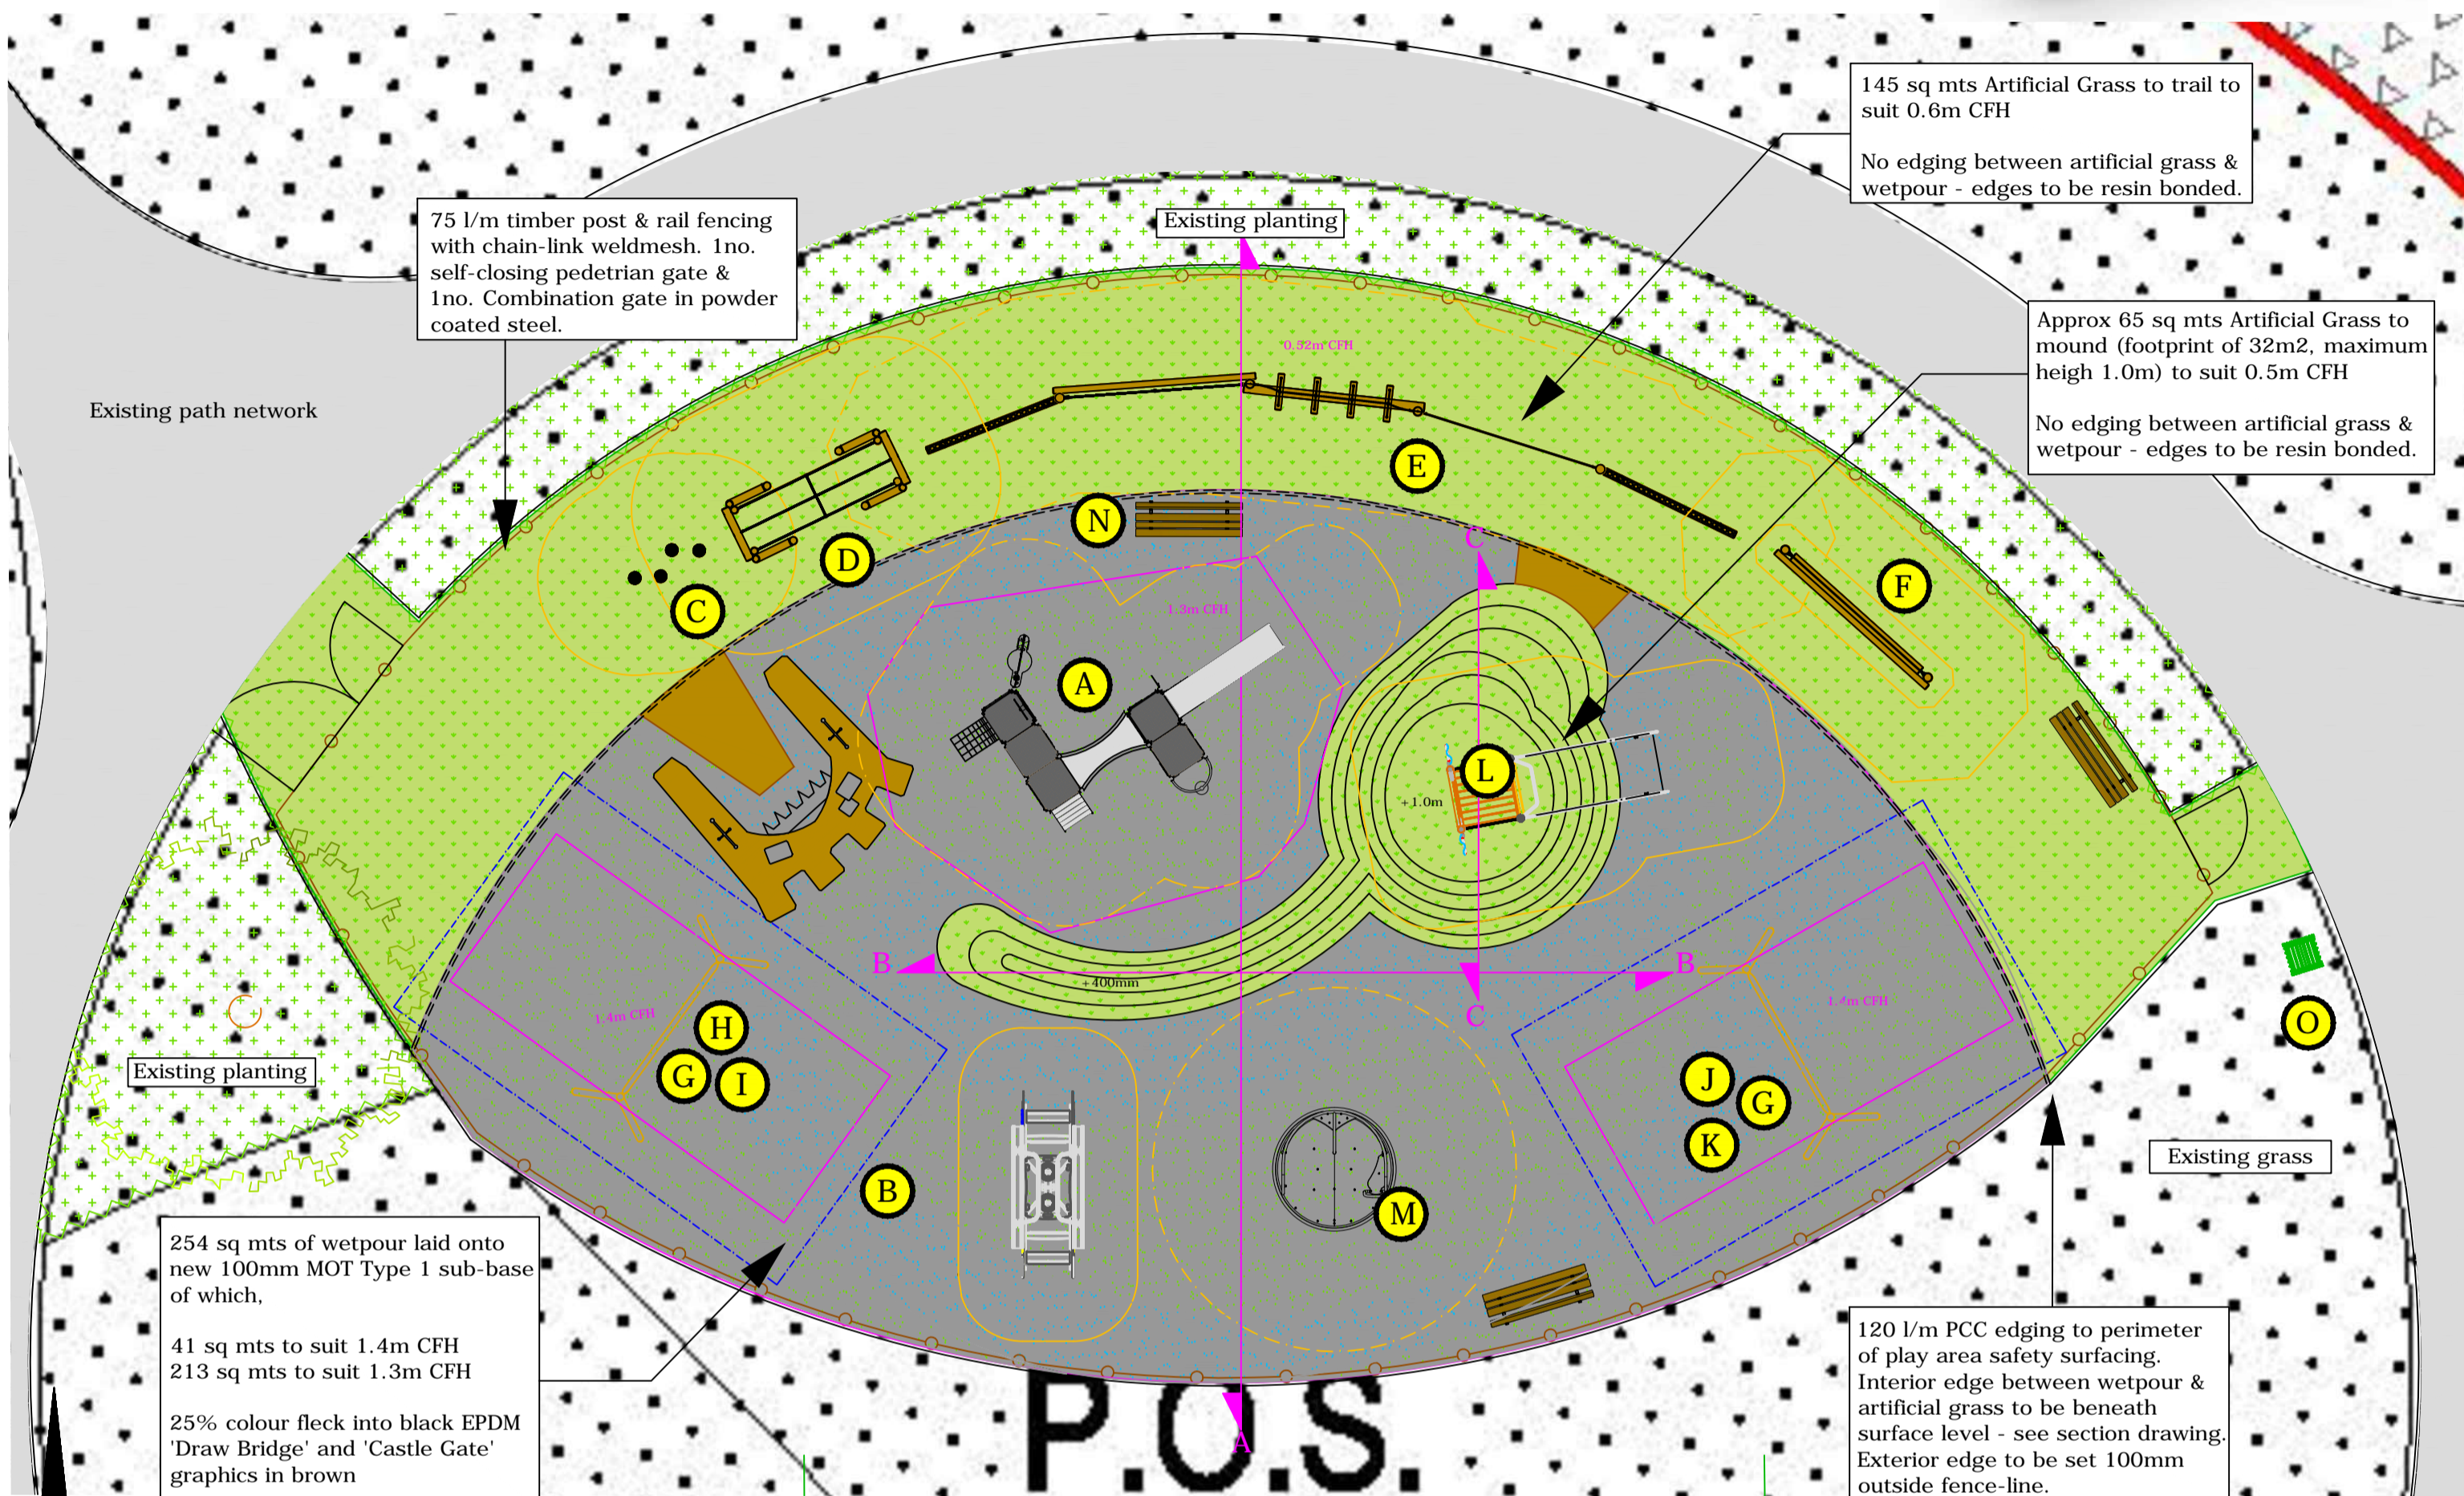 145 sq mts Artificial Grass to trail to
suit 0.6m CFH
No edging between artificial grass &
wetpour - edges to be resin bonded.
75 l/m timber post & rail fencing
with chain-link weldmesh. 1no.
self-closing pedetrian gate &
1no. Combination gate in powder
coated steel.
Existing planting
Approx 65 sq mts Artificial Grass to
mound (footprint of 32m2, maximum
heigh 1.0m) to suit 0.5m CFH
No edging between artificial grass &
wetpour - edges to be resin bonded.
0.52m CFH
Existing path network
E
N
C
D
F
C
1.3m CFH
A
L
+1.0m
B
B
+400mm
1.4m CFH
1.4m CFH
H
C
O
G
I
J
G
K
Existing planting
Existing grass
B
M
254 sq mts of wetpour laid onto
new 100mm MOT Type 1 sub-base
of which,
41 sq mts to suit 1.4m CFH
213 sq mts to suit 1.3m CFH
25% colour fleck into black EPDM
'Draw Bridge' and 'Castle Gate'
graphics in brown
120 l/m PCC edging to perimeter
of play area safety surfacing.
Interior edge between wetpour &
artificial grass to be beneath
surface level - see section drawing.
Exterior edge to be set 100mm
outside fence-line.
P.O.S.
A